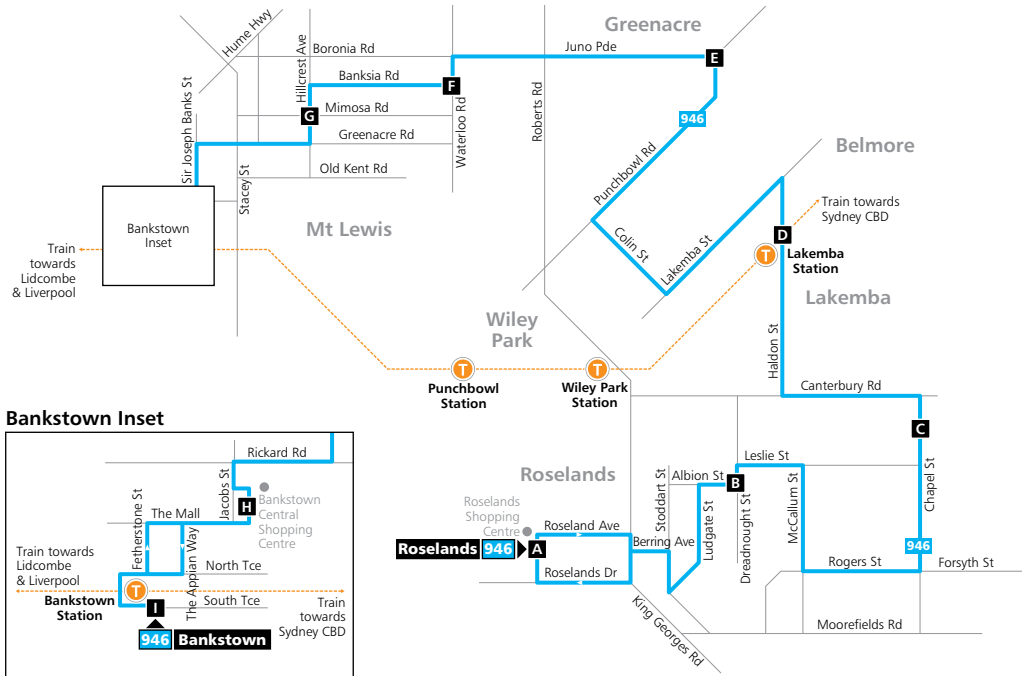 Greenacre
Hume Hwy
Hillcrest Ave
Boronia Rd
Juno Pde
E
Banksia Rd
F
Sir Joseph Banks St
Mimosa Rd
G
Waterloo Rd
Roberts Rd
946
Greenacre Rd
Punchbowl Rd
Belmore
Old Kent Rd
Stacey St
Bankstown
Inset
Mt Lewis
Train towards
Sydney CBD
Colin St
Lakemba St
D
T
Lakemba
Station
Train
towards
Lidcombe
& Liverpool
Lakemba
Wiley
Park
Haldon St
T
Punchbowl
Station
T
Wiley Park
Station
Canterbury Rd
C
Chapel St
Roselands
Leslie St
Stoddart St
Albion St
B
McCallum St
Roselands
Shopping
Centre
Roseland Ave
Berring Ave
Ludgate St
Dreadnought St
Roselands 946
A
946
Roselands Dr
Rogers St
Forsyth St
King Georges Rd
Moorefields Rd
Bankstown Inset
Rickard Rd
Jacobs St
Fetherstone St
H
Bankstown
Central
Shopping
Centre
The Mall
The Appian Way
Train towards
Lidcombe
& Liverpool
North Tce
T
Bankstown
Station
I
South Tce
Train
towards
Sydney CBD
946 Bankstown